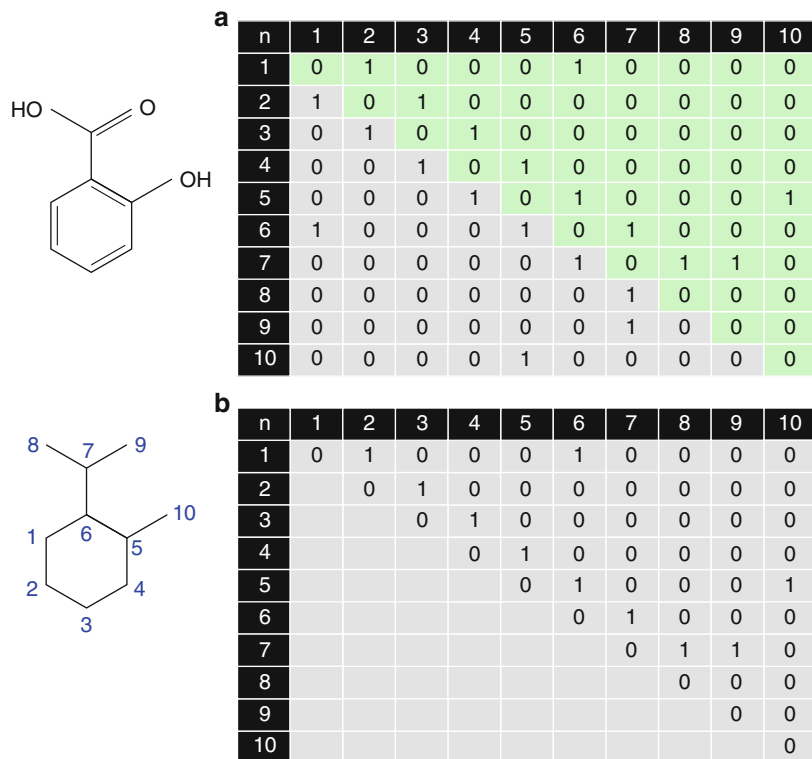 a
HO
O
OH
n 1 2 3 4 5 6 7 8 9 10
1 0 1 0 0 0 1 0 0 0 0
2 1 0 1 0 0 0 0 0 0 0
3 0 1 0 1 0 0 0 0 0 0
4 0 0 1 0 1 0 0 0 0 0
5 0 0 0 1 0 1 0 0 0 1
6 1 0 0 0 1 0 1 0 0 0
7 0 0 0 0 0 1 0 1 1 0
8 0 0 0 0 0 0 1 0 0 0
9 0 0 0 0 0 0 1 0 0 0
10 0 0 0 0 1 0 0 0 0 0
b
8 7 9
10
1 6 5
2 4
3
n 1 2 3 4 5 6 7 8 9 10
1 0 1 0 0 0 1 0 0 0 0
2 0 1 0 0 0 0 0 0 0
3 0 1 0 0 0 0 0 0
4 0 1 0 0 0 0 0
5 0 1 0 0 0 1
6 0 1 0 0 0
7 0 1 1 0
8 0 0 0
9 0 0
10 0